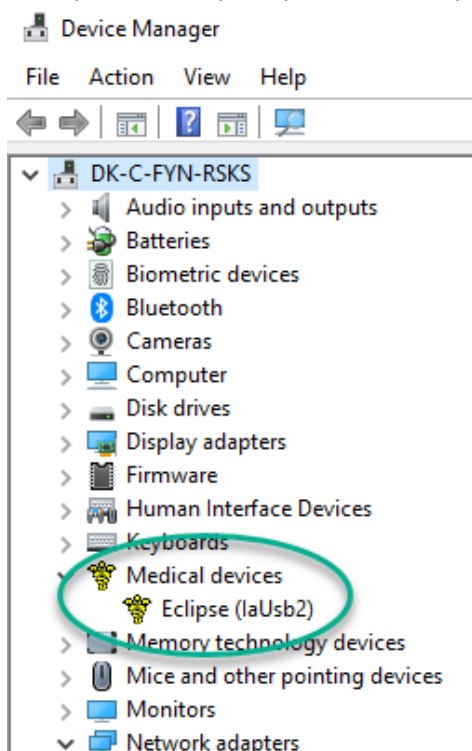 Device Manager
File Action View Help
DK-C-FYN-RSKS
Audio inputs and outputs
Batteries
Biometric devices
Bluetooth
Cameras
Computer
Disk drives
Display adapters
Firmware
Human Interface Devices
Keyboards
Medical devices
Eclipse (IaUsb2)
Memory technology devices
Mice and other pointing devices
Monitors
Network adapters